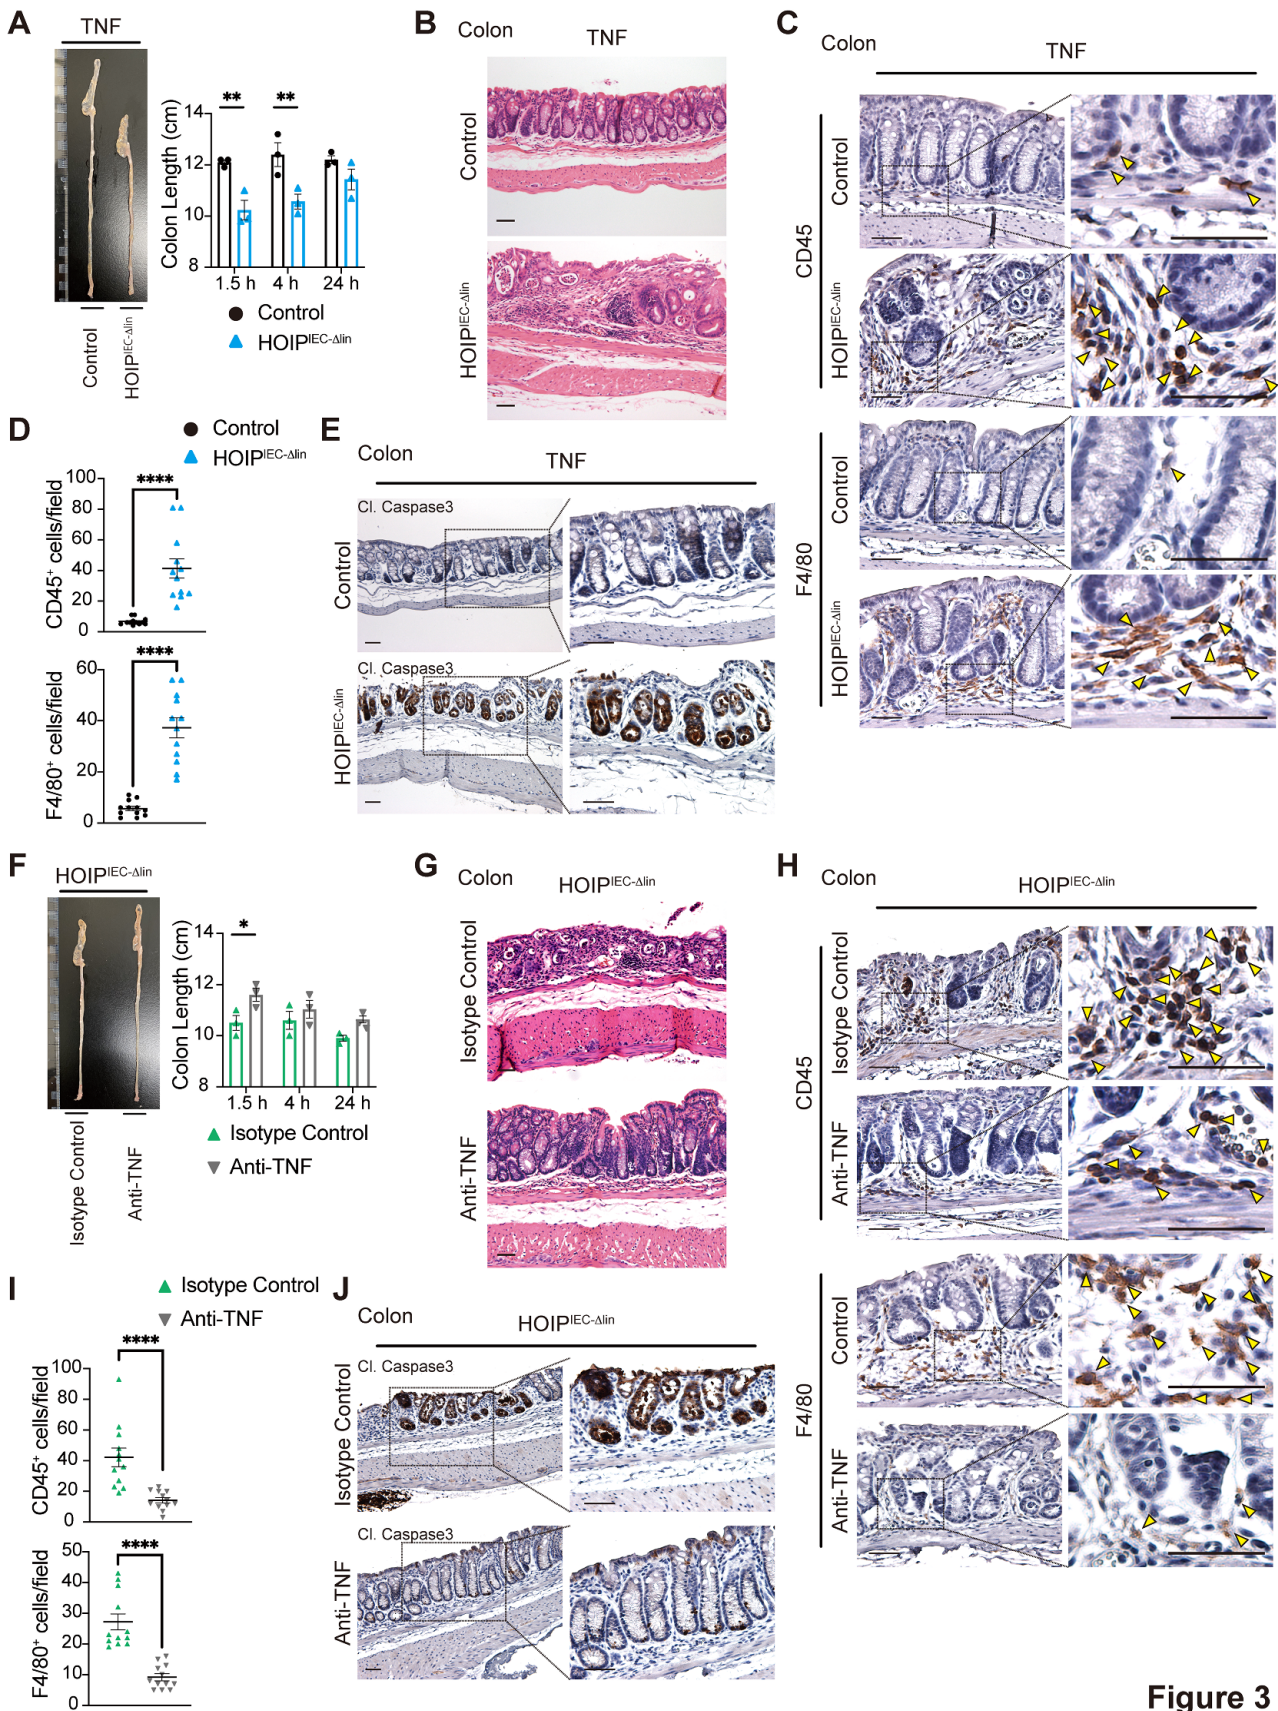 A
TNF
Control
HOIPIEC-Δlin
Colon Length (cm)
14
12
10
8
**
**
1.5 h
4 h
24 h
Control
HOIPIEC-Δlin
B
Colon
TNF
Control
HOIPIEC-Δlin
C
Colon
TNF
CD45
Control
HOIPIEC-Δlin
F4/80
Control
HOIPIEC-Δlin
D
Control
HOIPIEC-Δlin
CD45+ cells/field
100
80
60
40
20
0
****
F4/80+ cells/field
60
40
20
0
****
E
Colon
TNF
Cl. Caspase3
Control
Cl. Caspase3
HOIPIEC-Δlin
F
HOIPIEC-Δlin
Isotype Control
Anti-TNF
Colon Length (cm)
14
12
10
8
*
1.5 h
4 h
24 h
Isotype Control
Anti-TNF
G
Colon
HOIPIEC-Δlin
Isotype Control
Anti-TNF
H
Colon
HOIPIEC-Δlin
CD45
Isotype Control
Anti-TNF
F4/80
Control
Anti-TNF
I
Isotype Control
Anti-TNF
CD45+ cells/field
100
80
60
40
20
0
****
F4/80+ cells/field
50
40
30
20
10
0
****
J
Colon
HOIPIEC-Δlin
Cl. Caspase3
Isotype Control
Cl. Caspase3
Anti-TNF
Figure 3